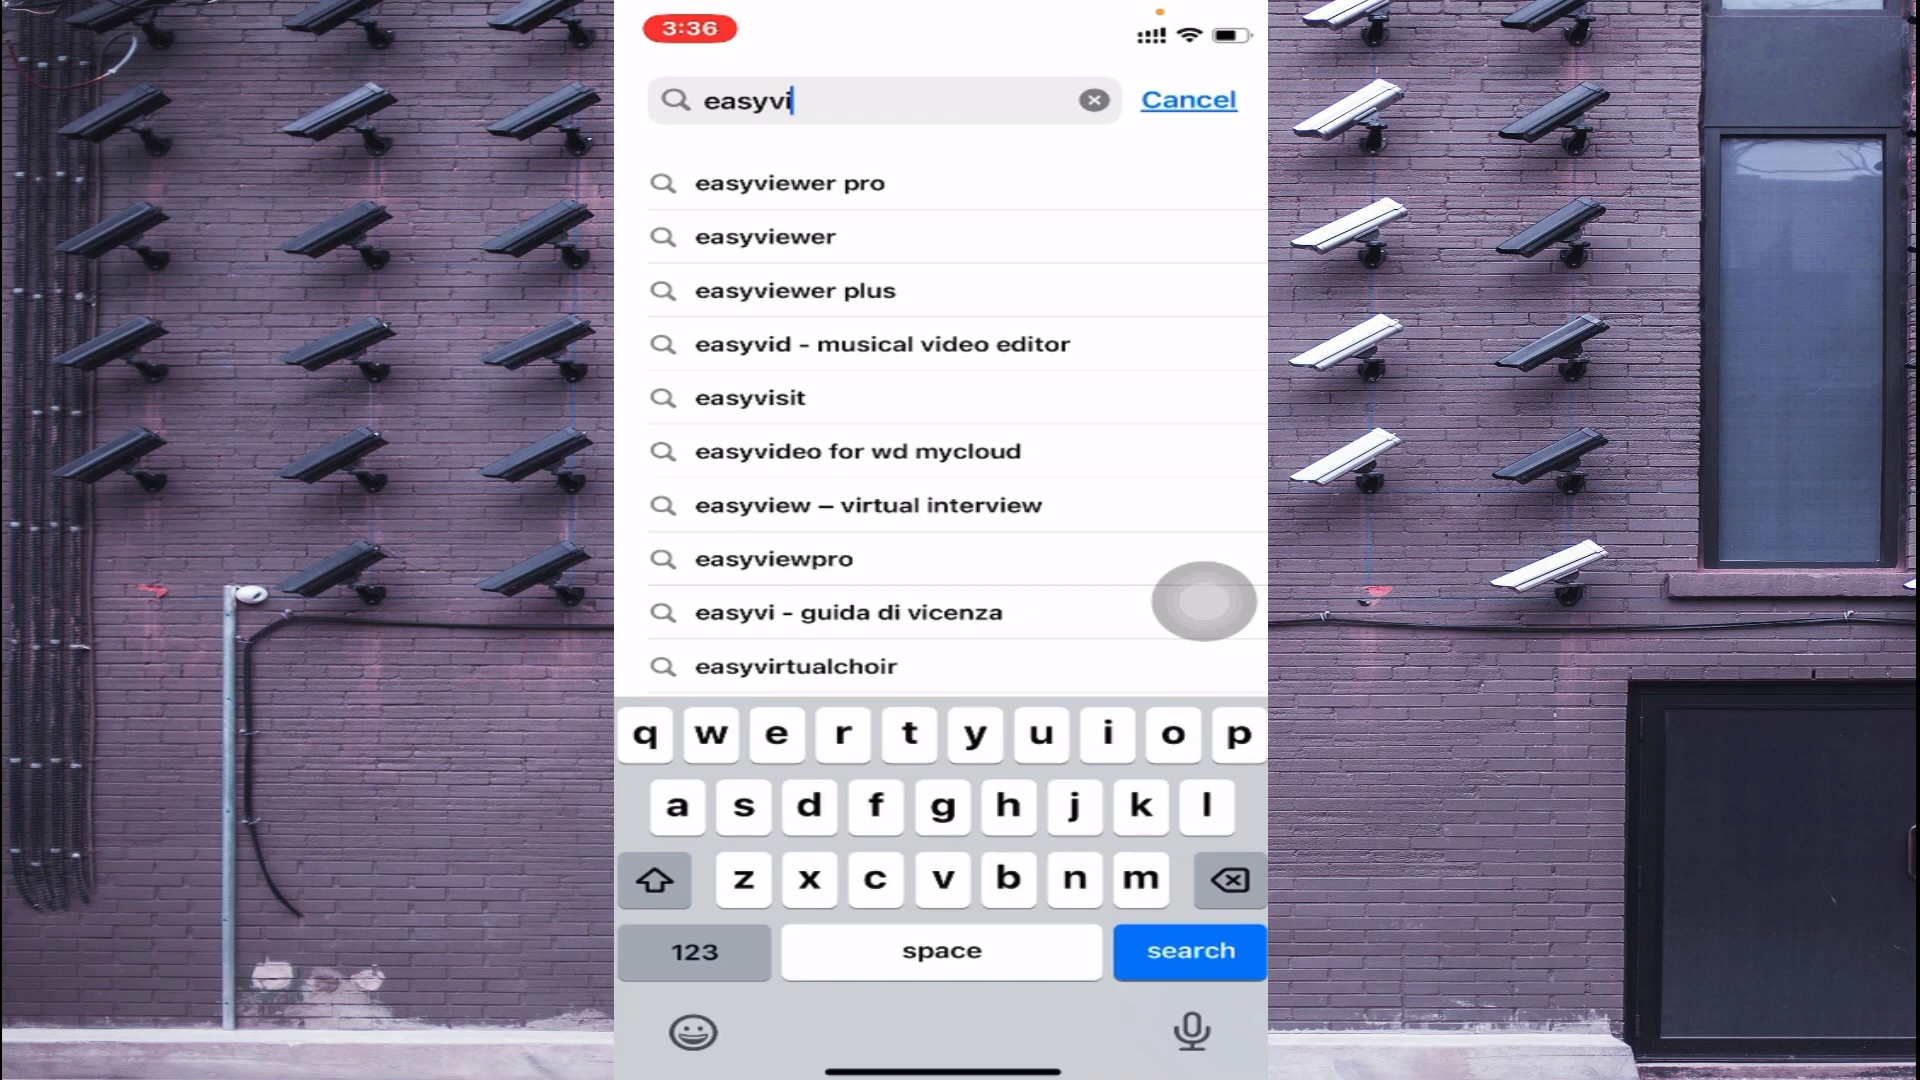 3:36
easyvi
Cancel
easyviewer pro
easyviewer
easyviewer plus
easyvid - musical video editor
easyvisit
easyvideo for wd mycloud
easyview – virtual interview
easyviewpro
easyvi - guida di vicenza
easyvirtualchoir
q w e r t y u i o p
a s d f g h j k l
z x c v b n m
123 space search